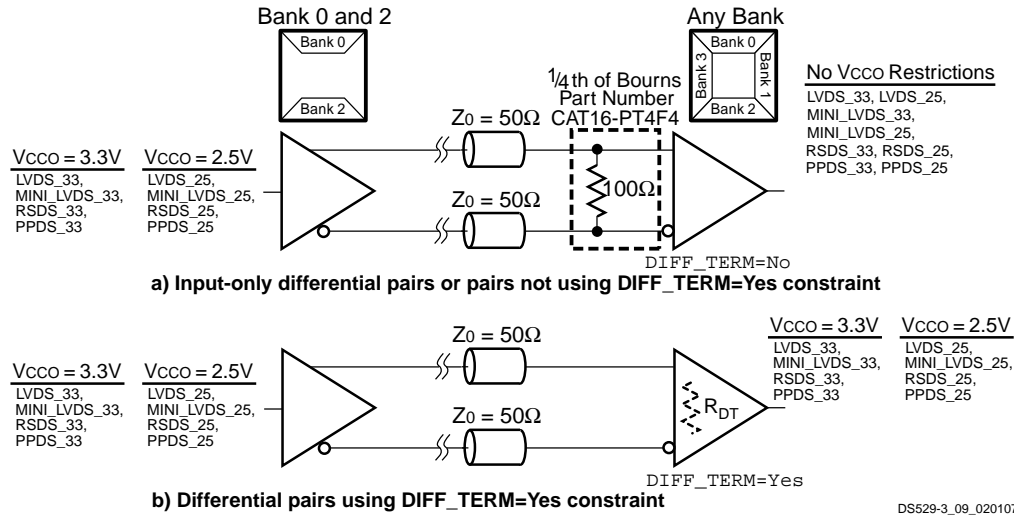 Bank 0 and 2
Bank 0
Bank 2
Any Bank
Bank 0
Bank 3
Bank 1
Bank 2
No VCCO Restrictions
LVDS_33, LVDS_25,
MINI_LVDS_33,
MINI_LVDS_25,
RSDS_33, RSDS_25,
PPDS_33, PPDS_25
1/4th of Bourns
Part Number
CAT16-PT4F4
Z0 = 50Ω
VCCO = 3.3V
LVDS_33,
MINI_LVDS_33,
RSDS_33,
PPDS_33
VCCO = 2.5V
LVDS_25,
MINI_LVDS_25,
RSDS_25,
PPDS_25
Z0 = 50Ω
100Ω
DIFF_TERM=No
a) Input-only differential pairs or pairs not using DIFF_TERM=Yes constraint
Z0 = 50Ω
VCCO = 3.3V
LVDS_33,
MINI_LVDS_33,
RSDS_33,
PPDS_33
VCCO = 2.5V
LVDS_25,
MINI_LVDS_25,
RSDS_25,
PPDS_25
Z0 = 50Ω
RDT
VCCO = 3.3V
LVDS_33,
MINI_LVDS_33,
RSDS_33,
PPDS_33
VCCO = 2.5V
LVDS_25,
MINI_LVDS_25,
RSDS_25,
PPDS_25
DIFF_TERM=Yes
b) Differential pairs using DIFF_TERM=Yes constraint
DS529-3_09_020107